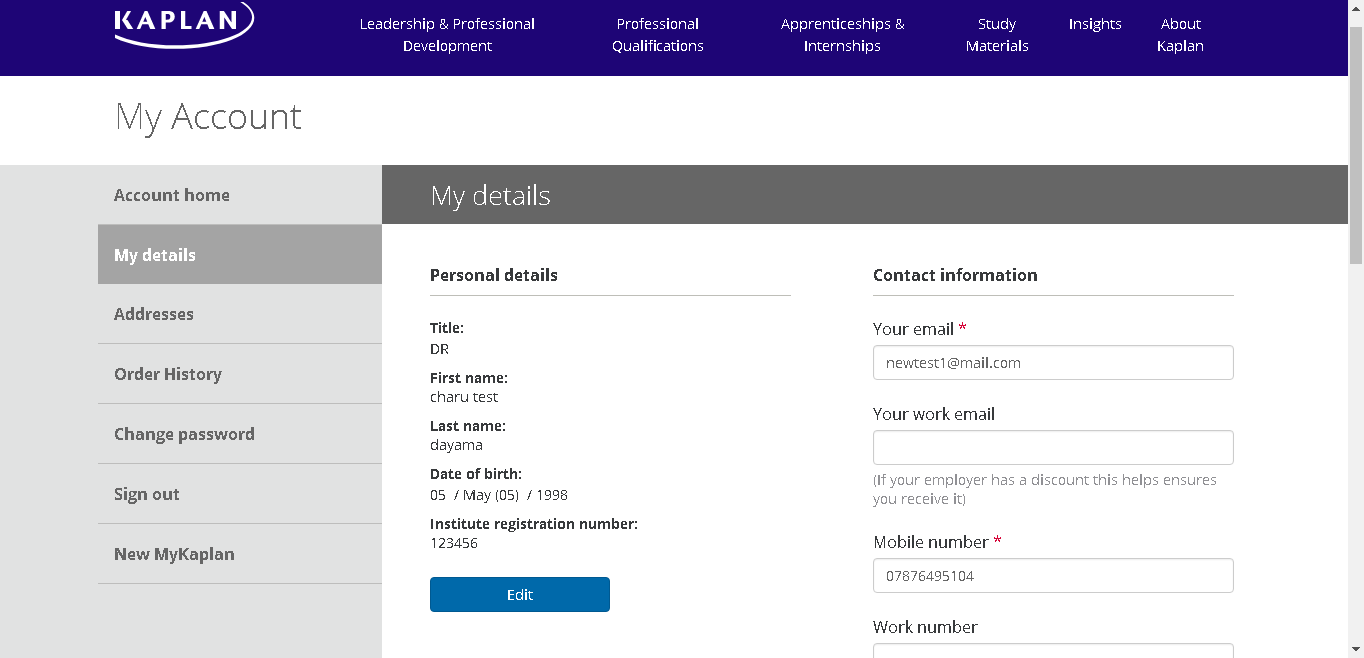 KAPLAN
Leadership & Professional
Development
Professional
Qualifications
Apprenticeships &
Internships
Study
Materials
Insights
About
Kaplan
My Account
Account home
My details
Addresses
Order History
Change password
Sign out
New MyKaplan
My details
Personal details
Title:
DR
First name:
charu test
Last name:
dayama
Date of birth:
05 / May (05) / 1998
Institute registration number:
123456
Edit
Contact information
Your email *
newtest1@mail.com
Your work email
(If your employer has a discount this helps ensures
you receive it)
Mobile number *
07876495104
Work number